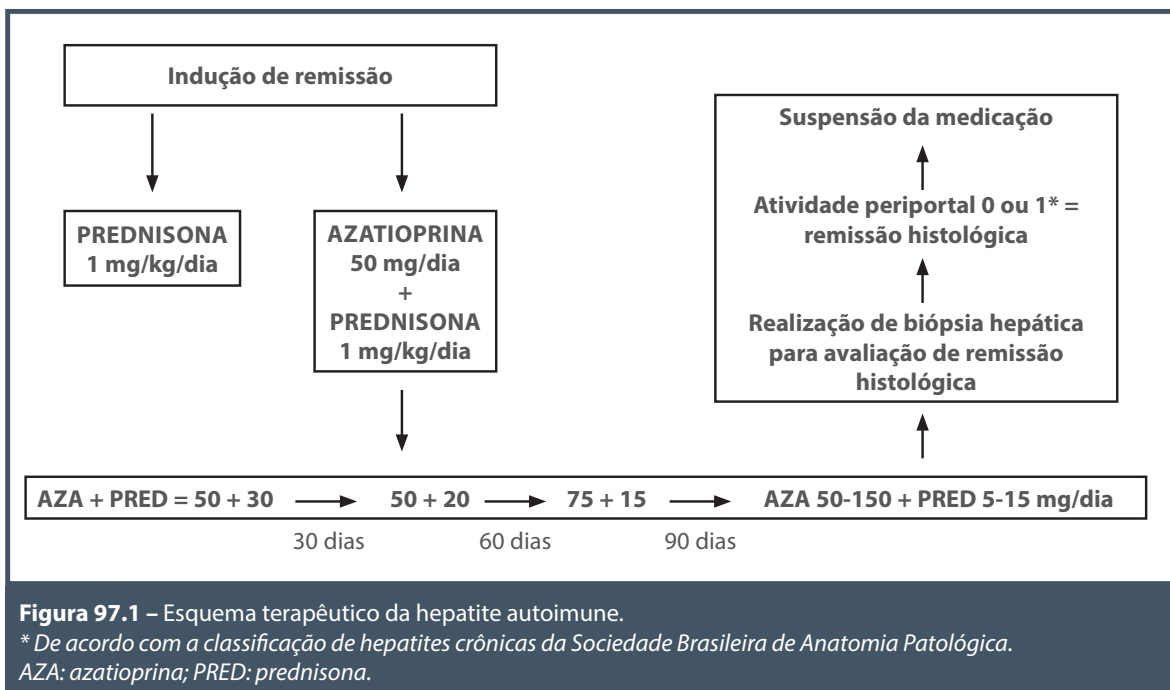 Indução de remissão
PREDNISONA
1 mg/kg/dia
AZATIOPRINA
50 mg/dia
+
PREDNISONA
1 mg/kg/dia
Suspensão da medicação
Atividade periportal 0 ou 1* =
remissão histológica
Realização de biópsia hepática
para avaliação de remissão
histológica
AZA + PRED = 50 + 30 50 + 20 75 + 15 AZA 50-150 + PRED 5-15 mg/dia
30 dias 60 dias 90 dias
Figura 97.1 – Esquema terapêutico da hepatite autoimune.
* De acordo com a classificação de hepatites crônicas da Sociedade Brasileira de Anatomia Patológica.
AZA: azatioprina; PRED: prednisona.